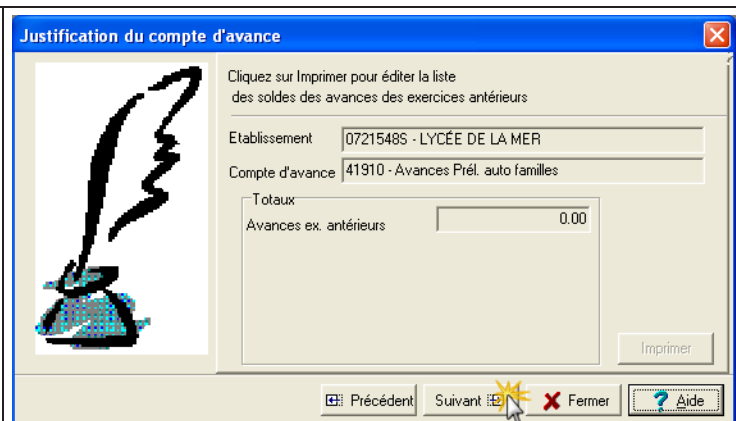 Justification du compte d'avance
Cliquez sur Imprimer pour éditer la liste
des soldes des avances des exercices antérieurs
Etablissement 0721548S - LYCÉE DE LA MER
Compte d'avance 41910 - Avances Prél. auto familles
Totaux
Avances ex. antérieurs 0.00
Imprimer
Précédent Suivant Fermer ? Aide